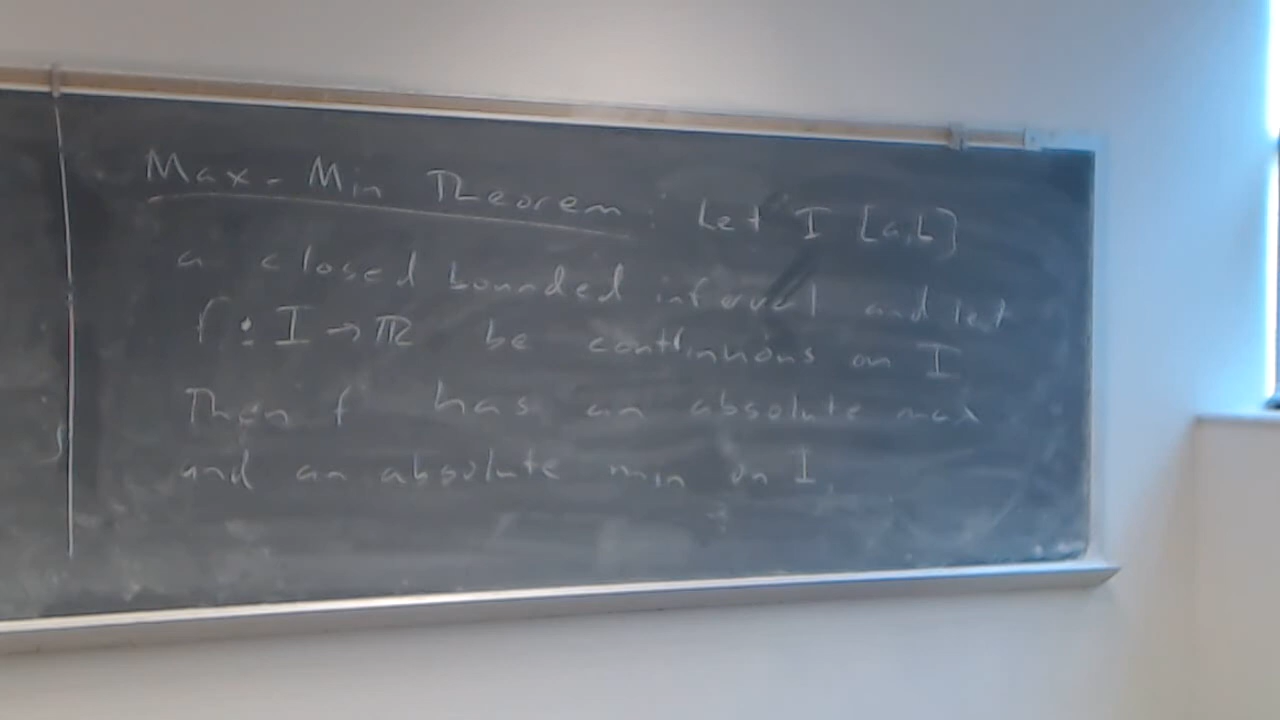 Max-Min Theorem: Let I [a,b]
a closed bounded interval and let
f: I → ℝ be continuous on I
Then f has an absolute max
and an absolute min on I.